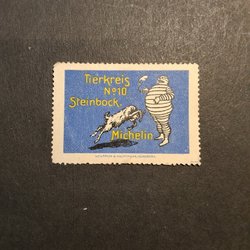 Tierkreis
No 10
Steinbock.
Michelin